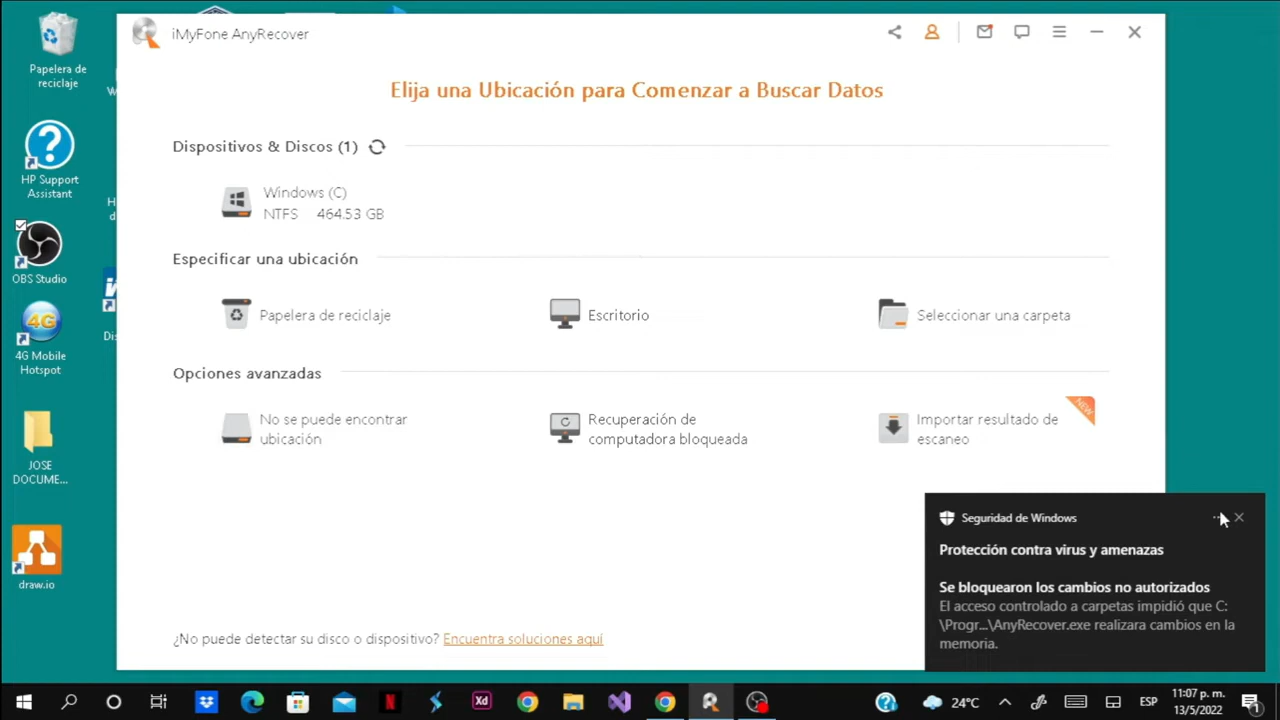 Papelera de
reciclaje
HP Support
Assistant
OBS Studio
4G
4G Mobile
Hotspot
JOSE
DOCUME...
draw.io
iMyFone AnyRecover
Elija una Ubicación para Comenzar a Buscar Datos
Dispositivos & Discos (1)
Windows (C)
NTFS 464.53 GB
Especificar una ubicación
Papelera de reciclaje
Escritorio
Seleccionar una carpeta
Opciones avanzadas
No se puede encontrar
ubicación
Recuperación de
computadora bloqueada
Importar resultado de
escaneo
NEW
¿No puede detectar su disco o dispositivo? Encuentra soluciones aquí
Seguridad de Windows
Protección contra virus y amenazas
Se bloquearon los cambios no autorizados
El acceso controlado a carpetas impidió que C:
\Progr...\AnyRecover.exe realizara cambios en la
memoria.
Xd
24°C
ESP
11:07 p. m.
13/5/2022
1